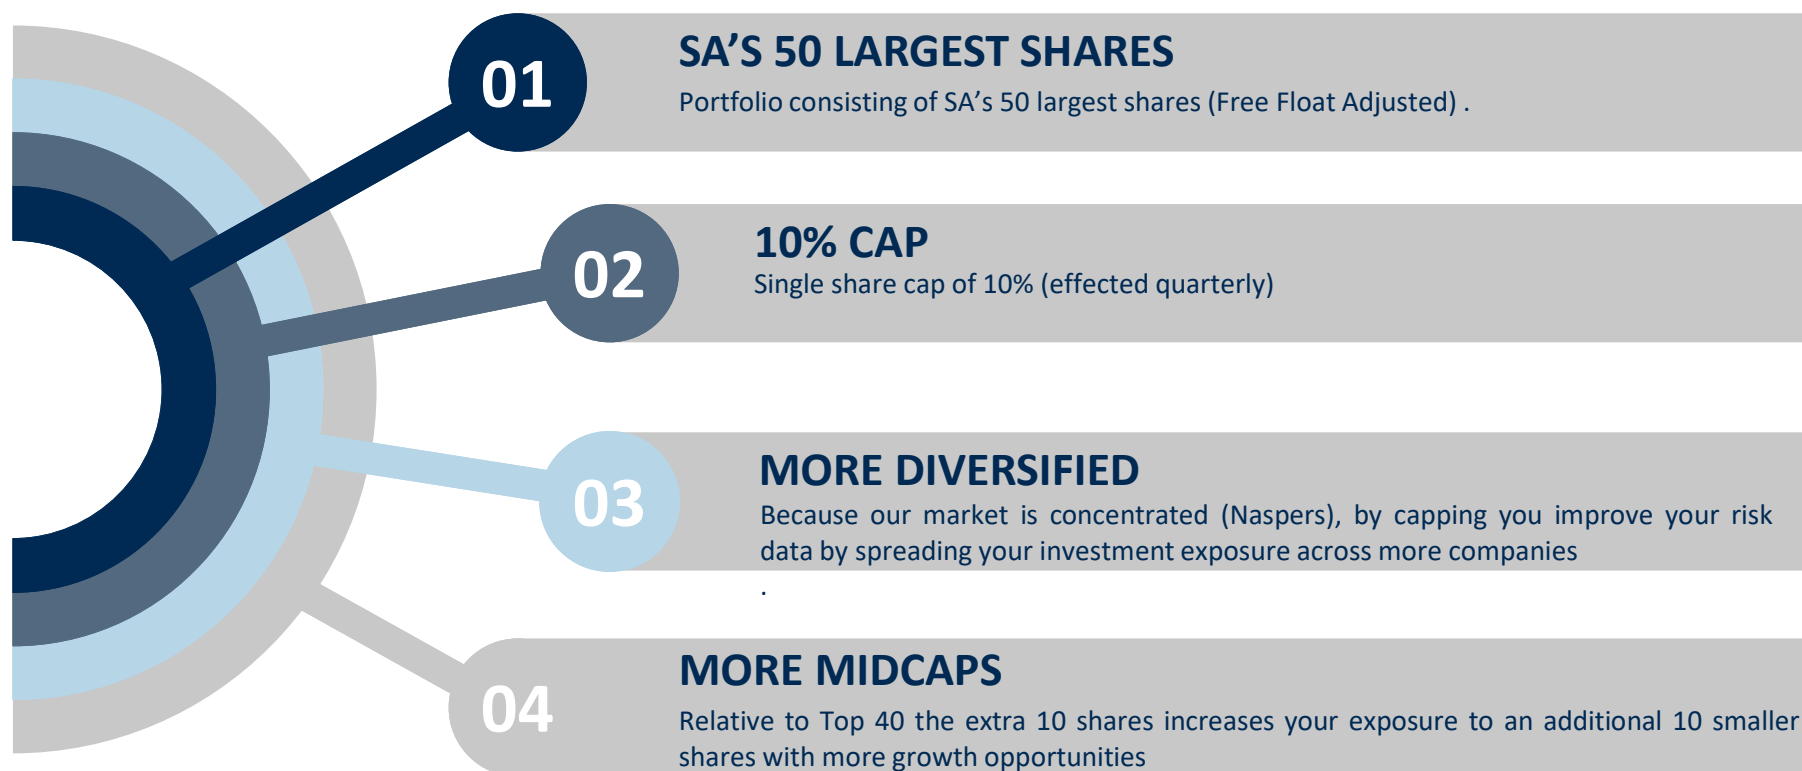 01
SA’S 50 LARGEST SHARES
Portfolio consisting of SA’s 50 largest shares (Free Float Adjusted) .
02
10% CAP
Single share cap of 10% (effected quarterly)
03
MORE DIVERSIFIED
Because our market is concentrated (Naspers), by capping you improve your risk
data by spreading your investment exposure across more companies
.
04
MORE MIDCAPS
Relative to Top 40 the extra 10 shares increases your exposure to an additional 10 smaller
shares with more growth opportunities